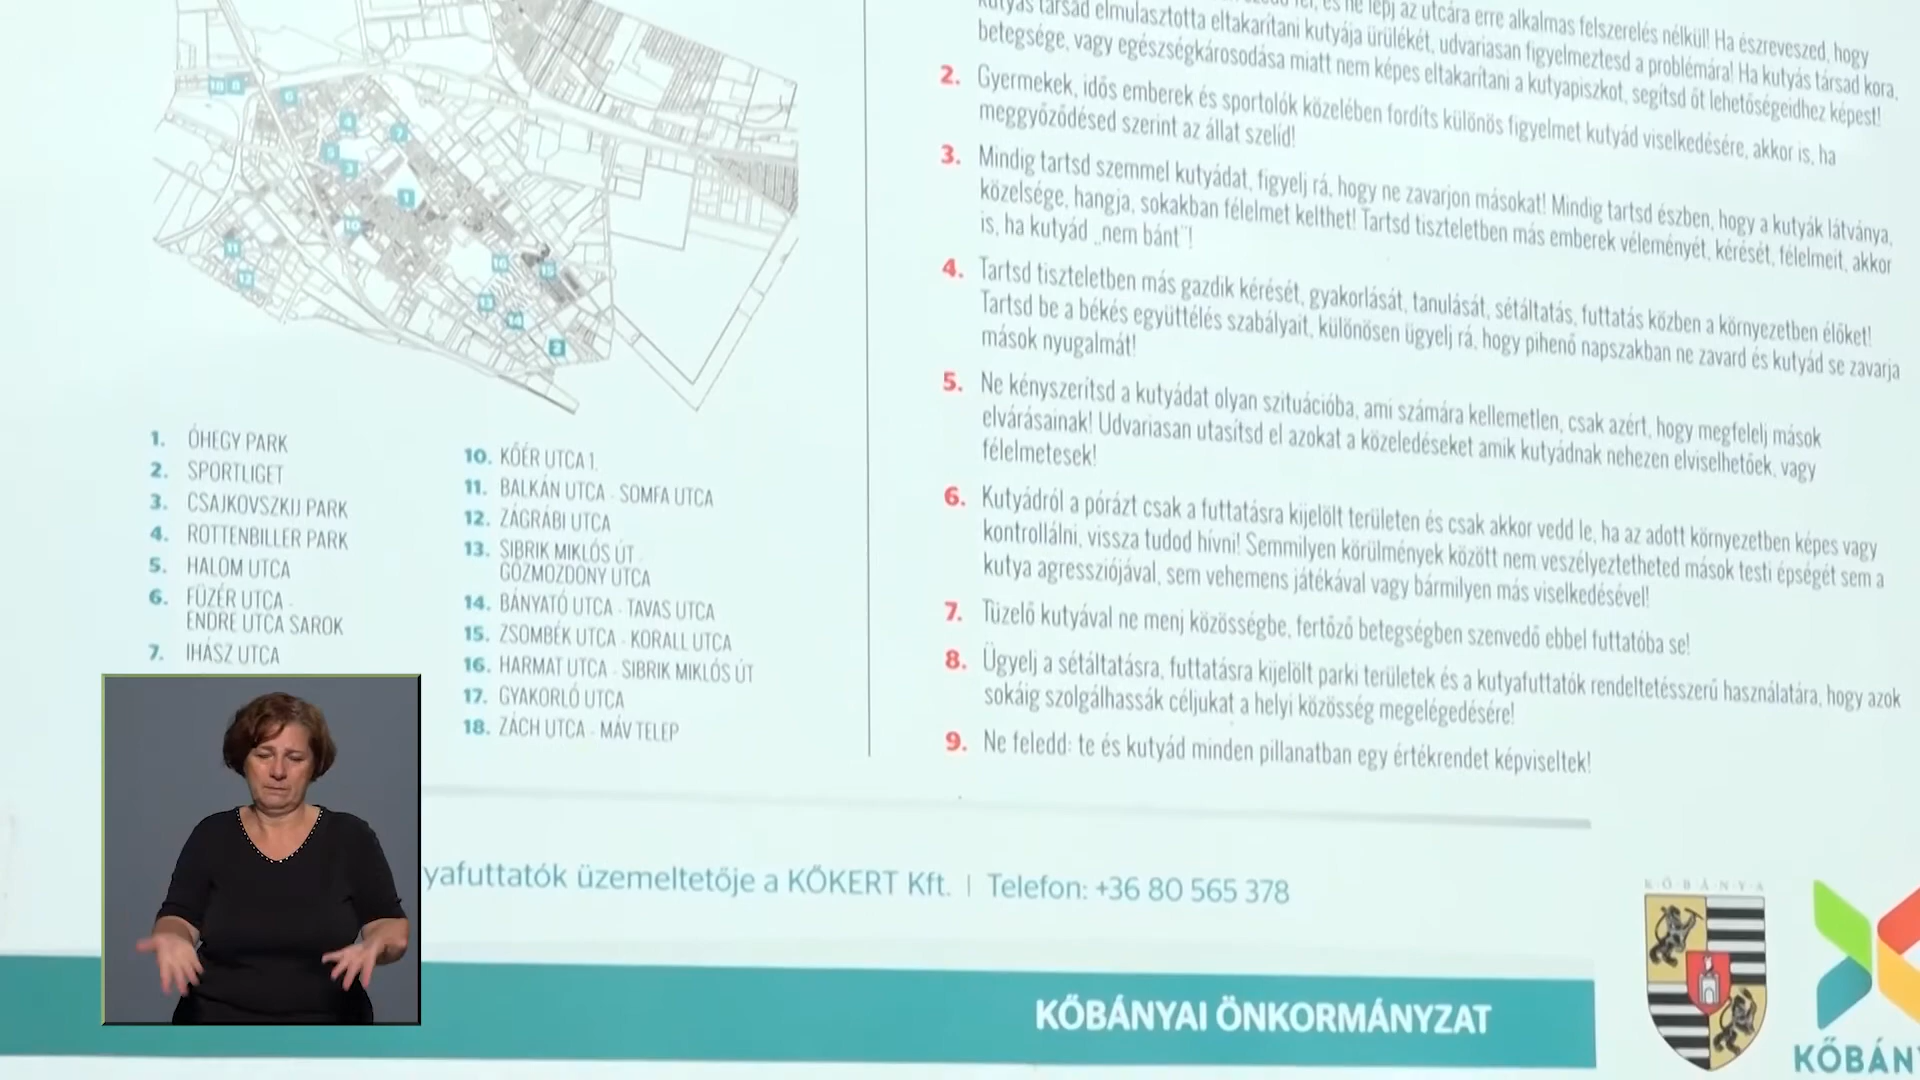 és ne lépj az utcára erre alkalmas felszerelés nélkül! Ha észreveszed, hogy
kutyás társad elmulasztotta eltakarítani kutyája ürülékét, udvariasan figyelmeztesd a problémára! Ha kutyás társad kora,
betegsége, vagy egészségkárosodása miatt nem képes eltakarítani a kutyapiszkot, segítsd őt lehetőségeidhez képest!
2. Gyermekek, idős emberek és sportolók közelében fordíts különös figyelmet kutyád viselkedésére, akkor is, ha
meggyőződésed szerint az állat szelíd!
3. Mindig tartsd szemmel kutyádat, figyelj rá, hogy ne zavarjon másokat! Mindig tartsd észben, hogy a kutyák látványa,
közelsége, hangja, sokakban félelmet kelthet! Tartsd tiszteletben más emberek véleményét, kérését, félelmeit, akkor
is, ha kutyád „nem bánt"!
4. Tartsd tiszteletben más gazdik kérését, gyakorlását, tanulását, sétáltatás, futtatás közben a környezetben élőket!
Tartsd be a békés együttélés szabályait, különösen ügyelj rá, hogy pihenő napszakban ne zavard és kutyád se zavarja
mások nyugalmát!
5. Ne kényszerítsd a kutyádat olyan szituációba, ami számára kellemetlen, csak azért, hogy megfelelj mások
elvárásainak! Udvariasan utasítsd el azokat a közeledéseket amik kutyádnak nehezen elviselhetőek, vagy
félelmetesek!
6. Kutyádról a pórázt csak a futtatásra kijelölt területen és csak akkor vedd le, ha az adott környezetben képes vagy
kontrollálni, vissza tudod hívni! Semmilyen körülmények között nem veszélyeztetheted mások testi épségét sem a
kutya agressziójával, sem vehemens játékával vagy bármilyen más viselkedésével!
7. Tüzelő kutyával ne menj közösségbe, fertőző betegségben szenvedő ebbel futtatóba se!
8. Ügyelj a sétáltatásra, futtatásra kijelölt parki területek és a kutyafuttatók rendeltetésszerű használatára, hogy azok
sokáig szolgálhassák céljukat a helyi közösség megelégedésére!
9. Ne feledd: te és kutyád minden pillanatban egy értékrendet képviseltek!
1. ÓHEGY PARK
2. SPORTLIGET
3. CSAJKOVSZKIJ PARK
4. ROTTENBILLER PARK
5. HALOM UTCA
6. FÜZÉR UTCA -
ENDRE UTCA SAROK
7. IHÁSZ UTCA
10. KŐÉR UTCA 1.
11. BALKÁN UTCA - SOMFA UTCA
12. ZÁGRÁBI UTCA
13. SIBRIK MIKLÓS ÚT -
GŐZMOZDONY UTCA
14. BÁNYATÓ UTCA - TAVAS UTCA
15. ZSOMBÉK UTCA - KORALL UTCA
16. HARMAT UTCA - SIBRIK MIKLÓS ÚT
17. GYAKORLÓ UTCA
18. ZÁCH UTCA - MÁV TELEP
yafuttatók üzemeltetője a KŐKERT Kft. | Telefon: +36 80 565 378
KŐBÁNYAI ÖNKORMÁNYZAT
KŐBÁNYA
KŐBÁN